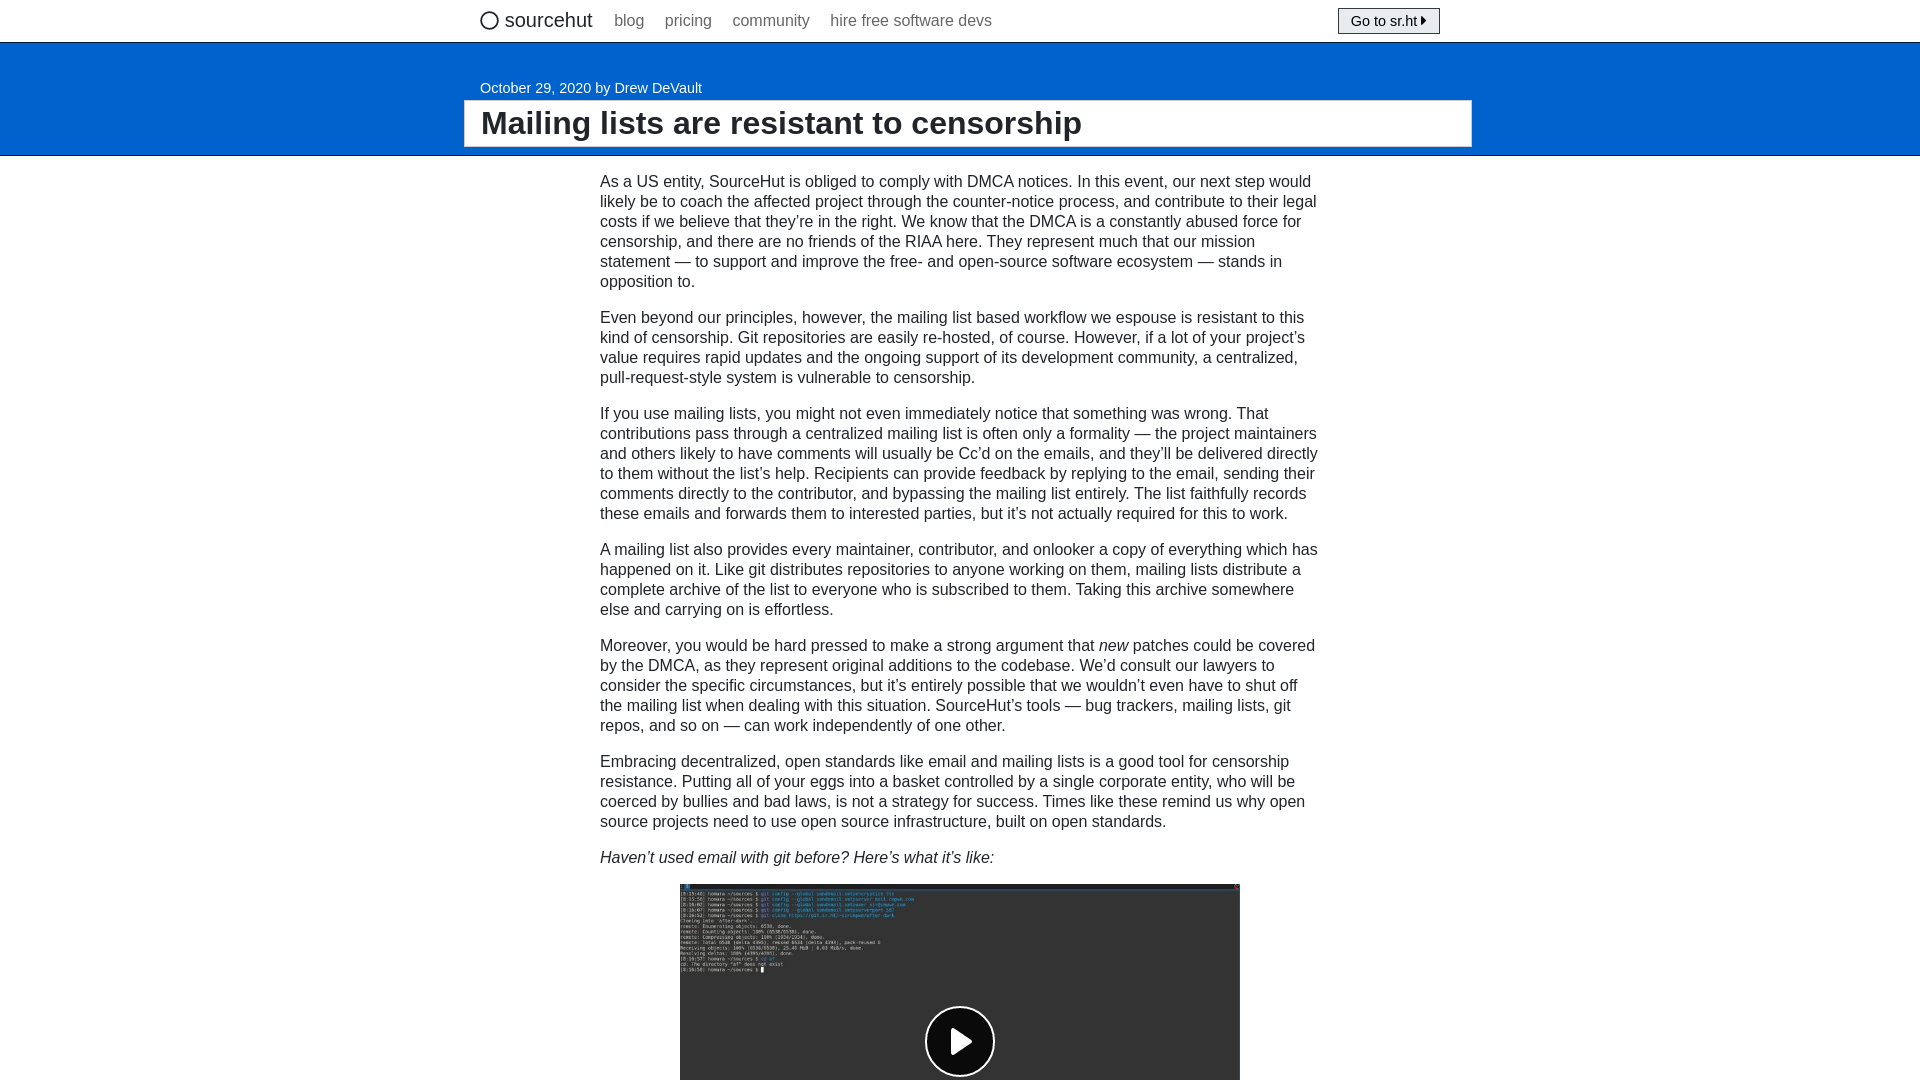 sourcehut blog pricing community hire free software devs Go to sr.ht
October 29, 2020 by Drew DeVault
Mailing lists are resistant to censorship
As a US entity, SourceHut is obliged to comply with DMCA notices. In this event, our next step would
likely be to coach the affected project through the counter-notice process, and contribute to their legal
costs if we believe that they’re in the right. We know that the DMCA is a constantly abused force for
censorship, and there are no friends of the RIAA here. They represent much that our mission
statement — to support and improve the free- and open-source software ecosystem — stands in
opposition to.
Even beyond our principles, however, the mailing list based workflow we espouse is resistant to this
kind of censorship. Git repositories are easily re-hosted, of course. However, if a lot of your project’s
value requires rapid updates and the ongoing support of its development community, a centralized,
pull-request-style system is vulnerable to censorship.
If you use mailing lists, you might not even immediately notice that something was wrong. That
contributions pass through a centralized mailing list is often only a formality — the project maintainers
and others likely to have comments will usually be Cc’d on the emails, and they’ll be delivered directly
to them without the list’s help. Recipients can provide feedback by replying to the email, sending their
comments directly to the contributor, and bypassing the mailing list entirely. The list faithfully records
these emails and forwards them to interested parties, but it’s not actually required for this to work.
A mailing list also provides every maintainer, contributor, and onlooker a copy of everything which has
happened on it. Like git distributes repositories to anyone working on them, mailing lists distribute a
complete archive of the list to everyone who is subscribed to them. Taking this archive somewhere
else and carrying on is effortless.
Moreover, you would be hard pressed to make a strong argument that new patches could be covered
by the DMCA, as they represent original additions to the codebase. We’d consult our lawyers to
consider the specific circumstances, but it’s entirely possible that we wouldn’t even have to shut off
the mailing list when dealing with this situation. SourceHut’s tools — bug trackers, mailing lists, git
repos, and so on — can work independently of one other.
Embracing decentralized, open standards like email and mailing lists is a good tool for censorship
resistance. Putting all of your eggs into a basket controlled by a single corporate entity, who will be
coerced by bullies and bad laws, is not a strategy for success. Times like these remind us why open
source projects need to use open source infrastructure, built on open standards.
Haven’t used email with git before? Here’s what it’s like: